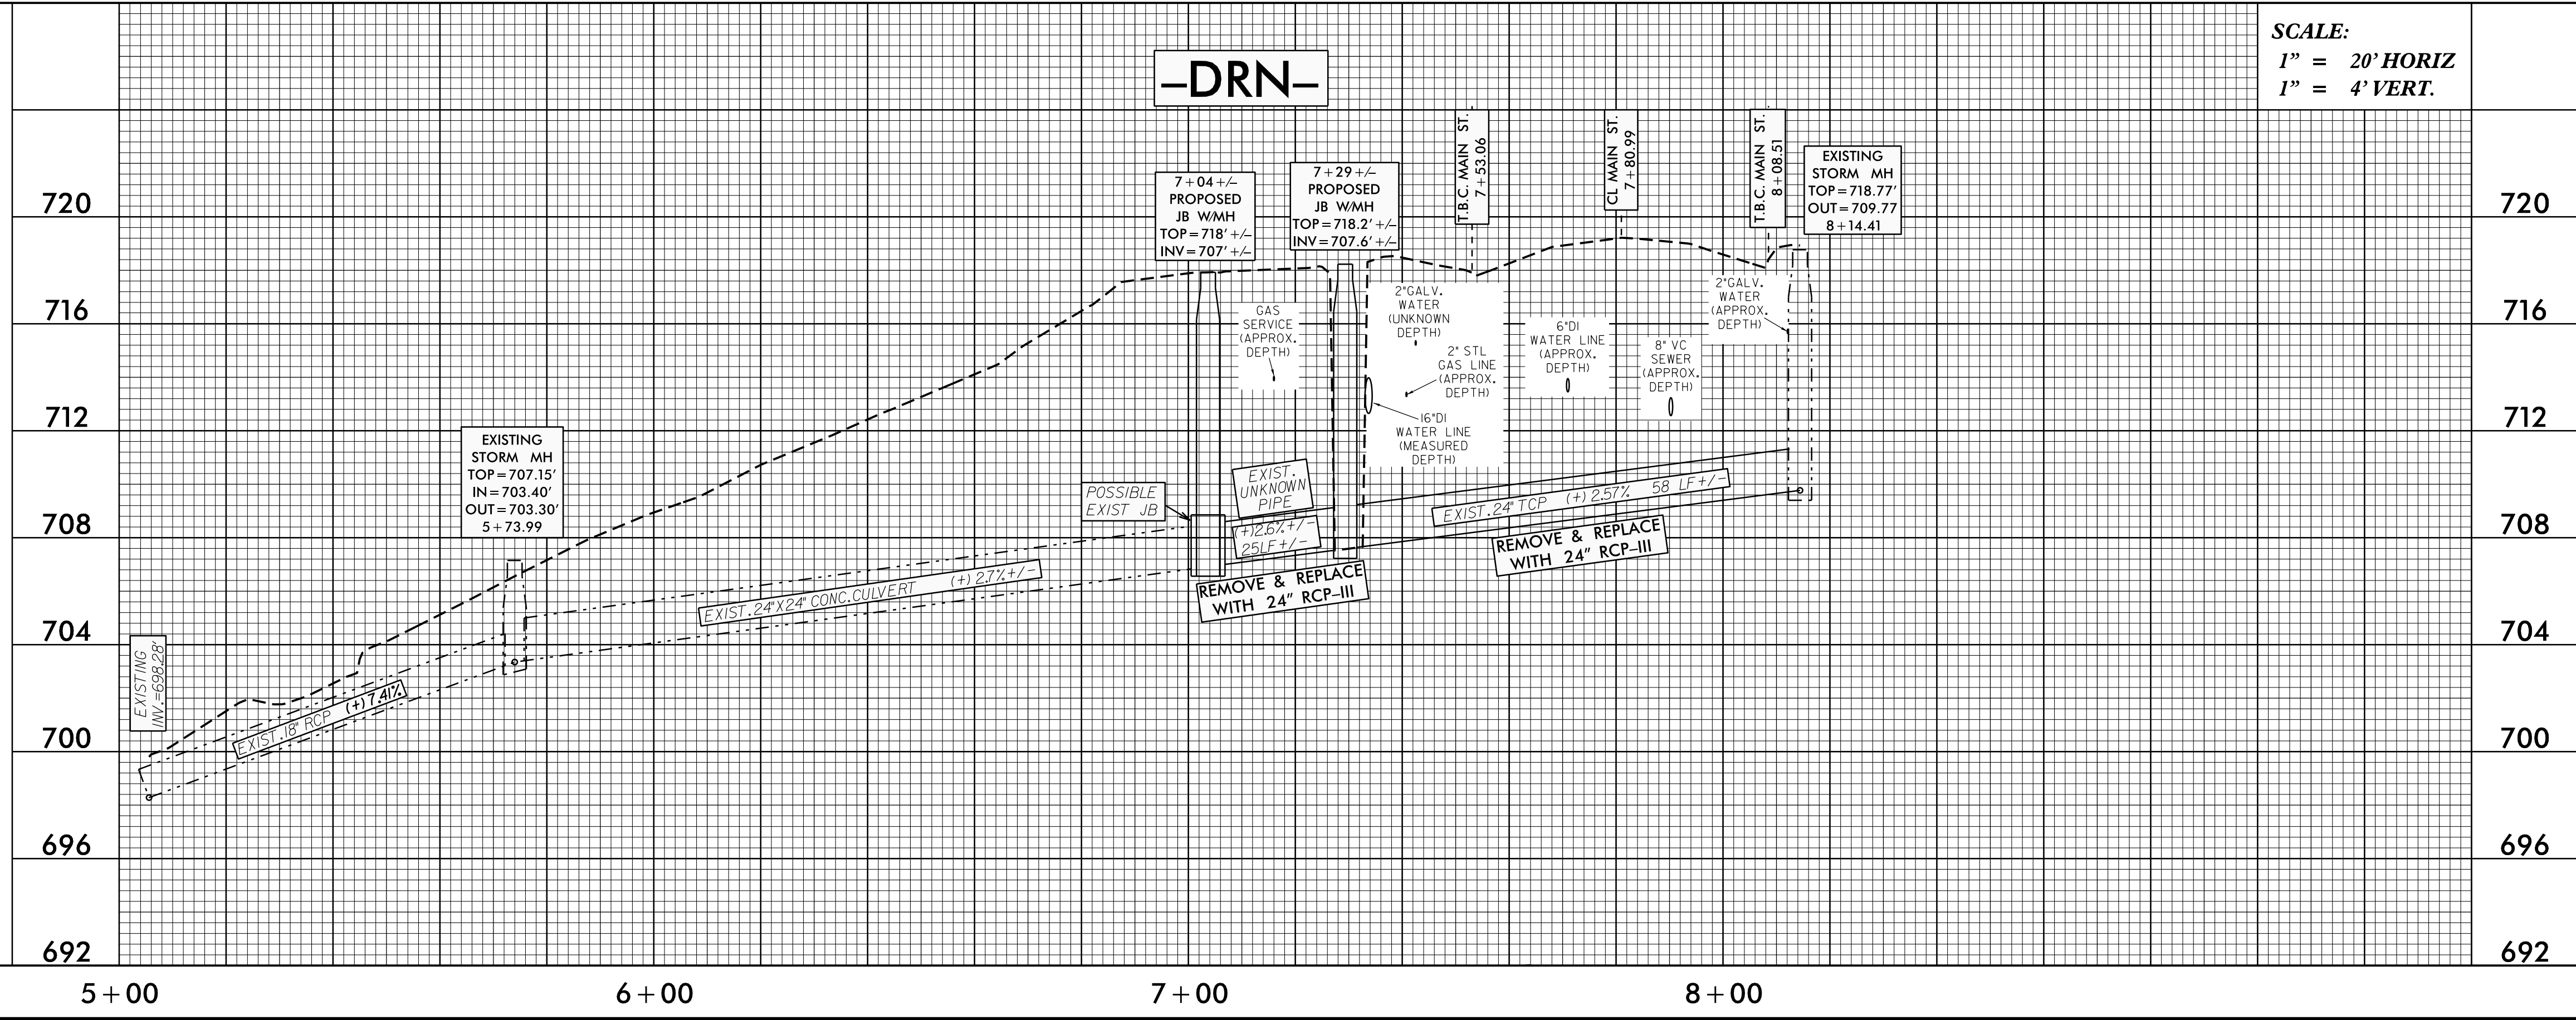 SCALE:
1" = 20' HORIZ
1" = 4' VERT.
–DRN–
T.B.C. MAIN ST.
7+53.06
CL MAIN ST.
7+80.99
T.B.C. MAIN ST.
8+08.51
7+04 +/–
PROPOSED
JB W/MH
TOP=718' +/–
INV=707' +/–
7+29 +/–
PROPOSED
JB W/MH
TOP=718.2' +/–
INV=707.6' +/–
EXISTING
STORM MH
TOP=718.77'
OUT=709.77
8+14.41
720
720
GAS
SERVICE
(APPROX.
DEPTH)
2"GALV.
WATER
(UNKNOWN
DEPTH)
2" STL
GAS LINE
(APPROX.
DEPTH)
16"DI
WATER LINE
(MEASURED
DEPTH)
6"DI
WATER LINE
(APPROX.
DEPTH)
8" VC
SEWER
(APPROX.
DEPTH)
2"GALV.
WATER
(APPROX.
DEPTH)
716
716
712
712
EXISTING
STORM MH
TOP=707.15'
IN=703.40'
OUT=703.30'
5+73.99
POSSIBLE
EXIST JB
EXIST.
UNKNOWN
PIPE
(+)2.6%+/–
25LF+/–
EXIST.24" TCP (+) 2.57% 58 LF+/–
REMOVE & REPLACE
WITH 24" RCP–III
708
708
EXIST.24"X24" CONC.CULVERT (+) 2.7%+/–
REMOVE & REPLACE
WITH 24" RCP–III
704
704
EXISTING
INV.=698.28'
EXIST.18" RCP (+)7.41%
700
700
696
696
692
692
5+00
6+00
7+00
8+00